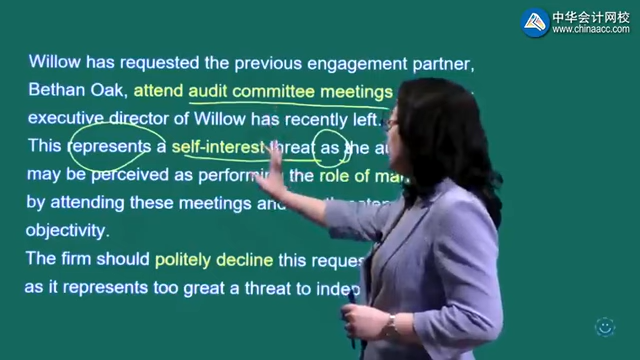 中华会计网校
www.chinaacc.com
Willow has requested the previous engagement partner,
Bethan Oak, attend audit committee meetings
executive director of Willow has recently left.
This represents a self-interest threat as the au
may be perceived as performing the role of ma
by attending these meetings and
objectivity.
The firm should politely decline this reques
as it represents too great a threat to indep